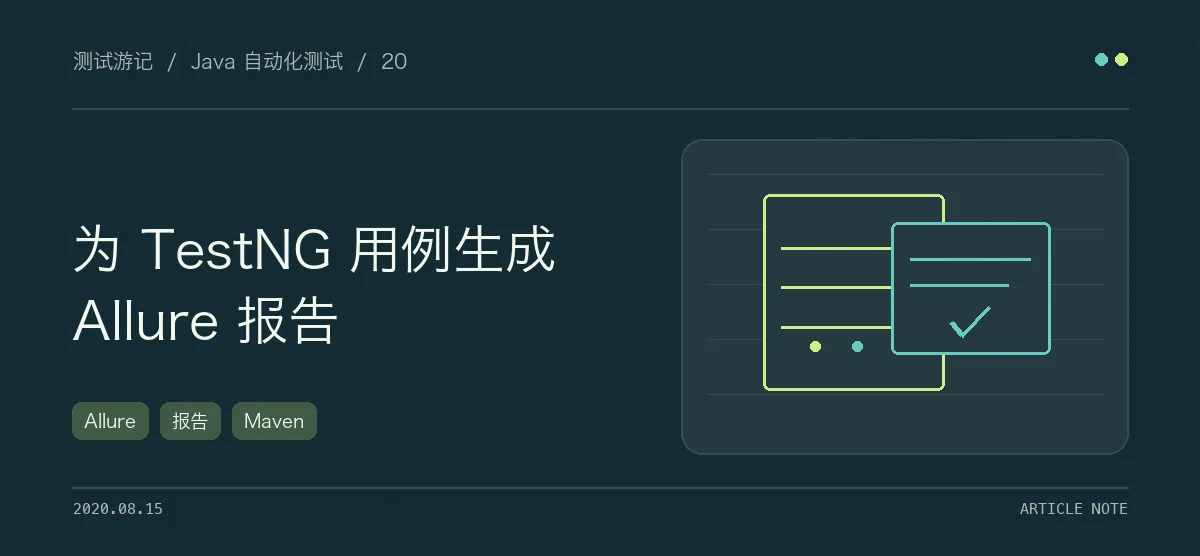 测试游记 / Java 自动化测试 / 20
为 TestNG 用例生成
Allure 报告
Allure 报告 Maven
2020.08.15
ARTICLE NOTE